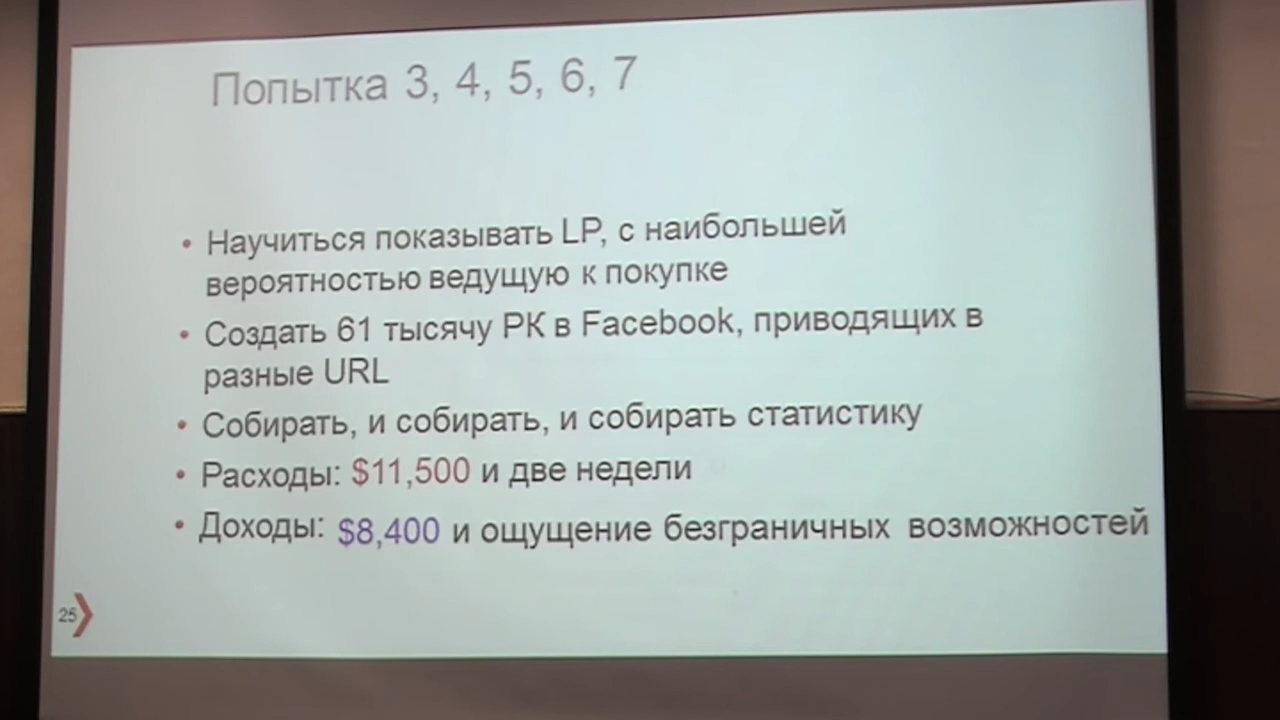 Попытка 3, 4, 5, 6, 7
• Научиться показывать LP, с наибольшей
вероятностью ведущую к покупке
• Создать 61 тысячу РК в Facebook, приводящих в
разные URL
• Собирать, и собирать, и собирать статистику
• Расходы: $11,500 и две недели
• Доходы: $8,400 и ощущение безграничных возможностей
25